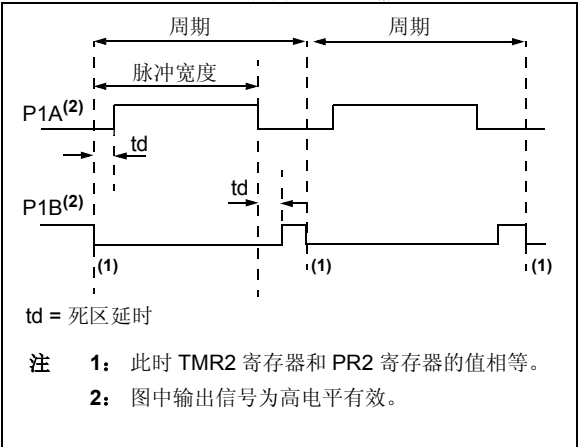 周期 周期
脉冲宽度
P1A(2)
td
td
P1B(2)
(1) (1) (1)
td = 死区延时
注 1： 此时 TMR2 寄存器和 PR2 寄存器的值相等。
2： 图中输出信号为高电平有效。